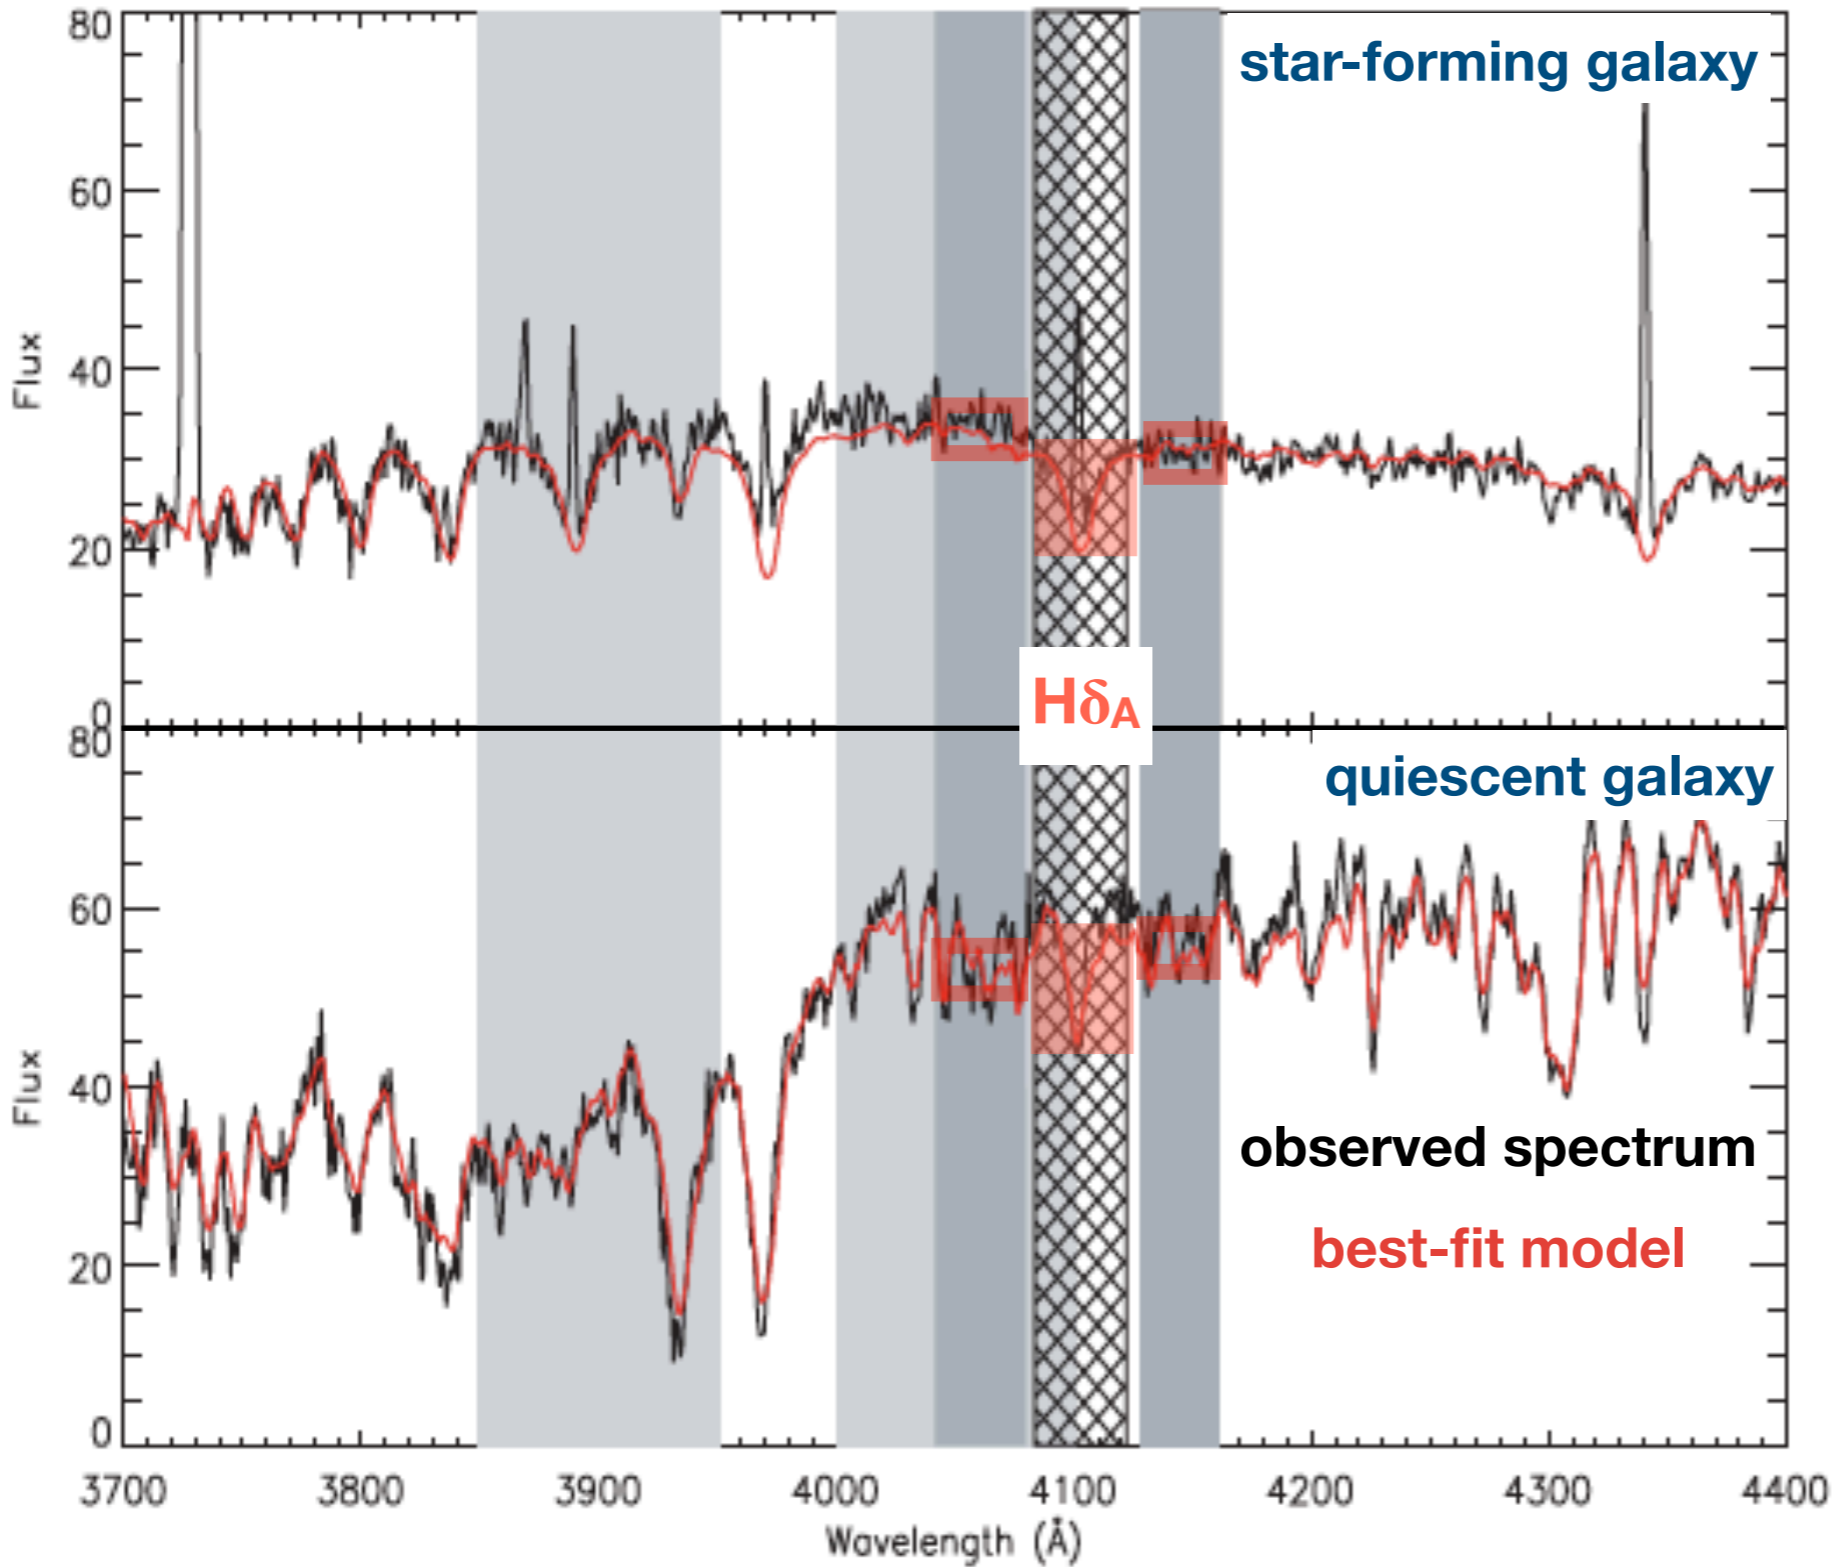 80
star-forming galaxy
60
Flux
40
20
0
HδA
80
quiescent galaxy
60
Flux
40
observed spectrum
best-fit model
20
0
3700 3800 3900 4000 4100 4200 4300 4400
Wavelength (Å)